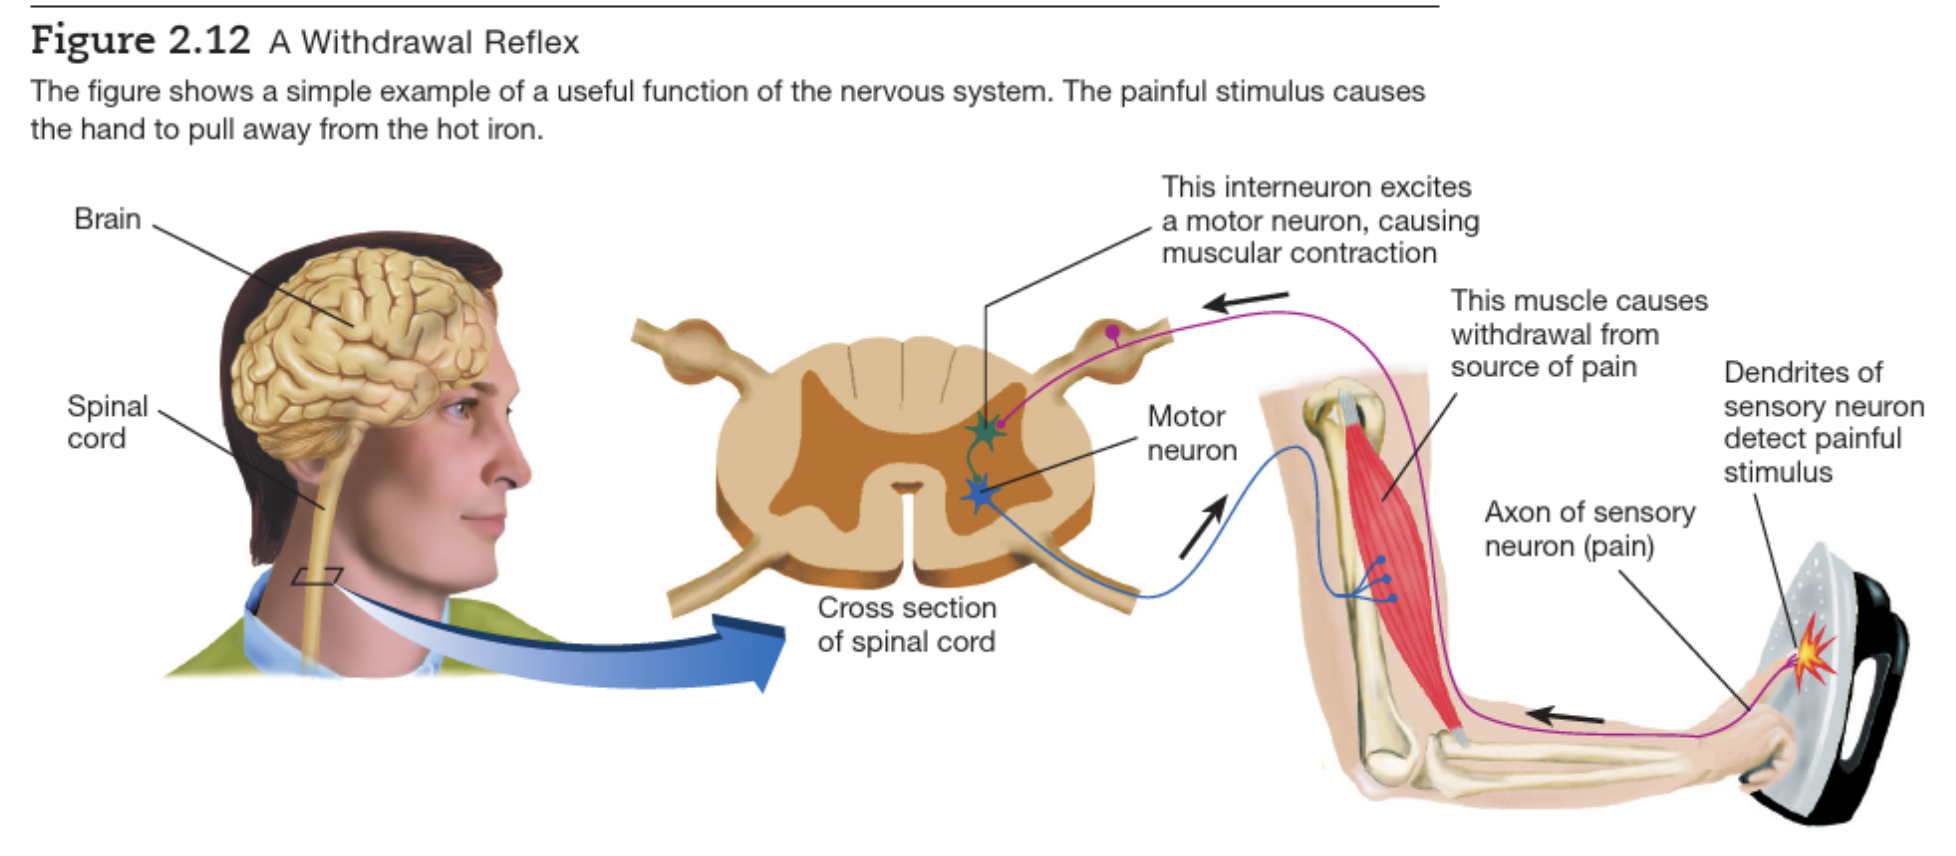 Figure 2.12 A Withdrawal Reflex
The figure shows a simple example of a useful function of the nervous system. The painful stimulus causes
the hand to pull away from the hot iron.
Brain
Spinal
cord
This interneuron excites
a motor neuron, causing
muscular contraction
Motor
neuron
Cross section
of spinal cord
This muscle causes
withdrawal from
source of pain
Dendrites of
sensory neuron
detect painful
stimulus
Axon of sensory
neuron (pain)